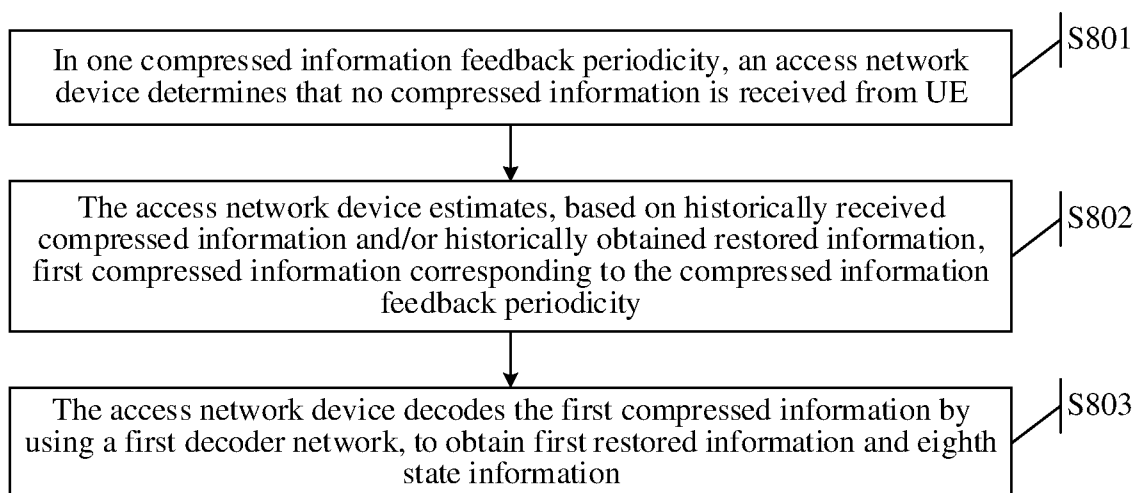 In one compressed information feedback periodicity, an access network
device determines that no compressed information is received from UE
S801
The access network device estimates, based on historically received
compressed information and/or historically obtained restored information,
first compressed information corresponding to the compressed information
feedback periodicity
S802
The access network device decodes the first compressed information by
using a first decoder network, to obtain first restored information and eighth
state information
S803